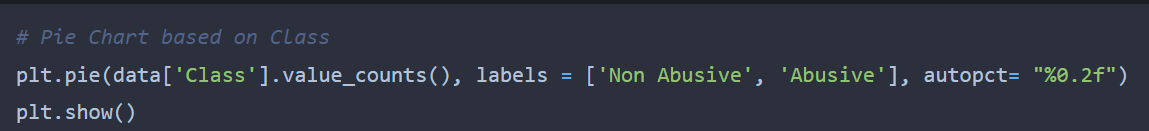 # Pie Chart based on Class
plt.pie(data['Class'].value_counts(), labels = ['Non Abusive', 'Abusive'], autopct= "%0.2f")
plt.show()